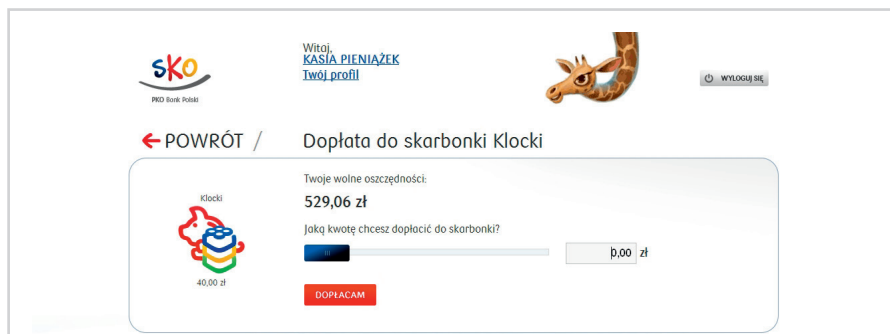 Witaj,
KASIA PIENIĄŻEK
Twój profil
SKO
PKO Bank Polski
WYLOGUJ SIĘ
POWRÓT / Dopłata do skarbonki Klocki
Twoje wolne oszczędności:
529,06 zł
Klocki
Jaką kwotę chcesz dopłacić do skarbonki?
0,00 zł
40,00 zł
DOPŁACAM